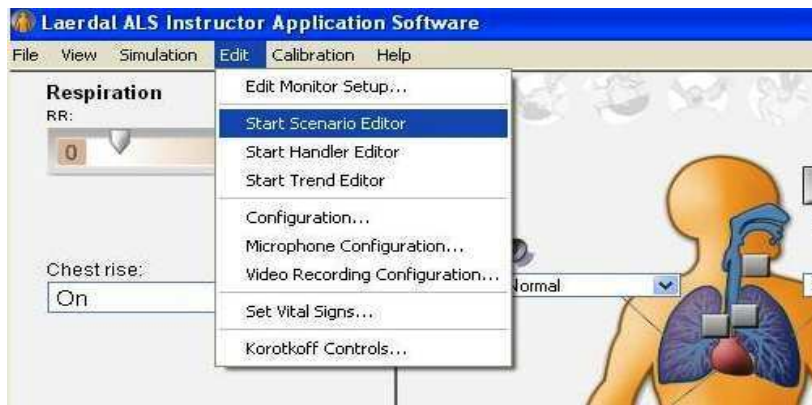 Laerdal ALS Instructor Application Software
File View Simulation Edit Calibration Help
Respiration
RR:
0
Chest rise:
On
Edit Monitor Setup...
Start Scenario Editor
Start Handler Editor
Start Trend Editor
Configuration...
Microphone Configuration...
Video Recording Configuration...
Set Vital Signs...
Korotkoff Controls...
Normal